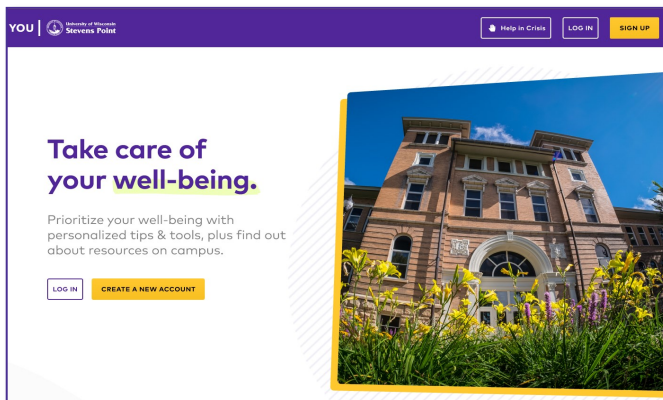 YOU
University of Wisconsin
Stevens Point
Help in Crisis
LOG IN
SIGN UP
Take care of
your well-being.
Prioritize your well-being with
personalized tips & tools, plus find out
about resources on campus.
LOG IN
CREATE A NEW ACCOUNT